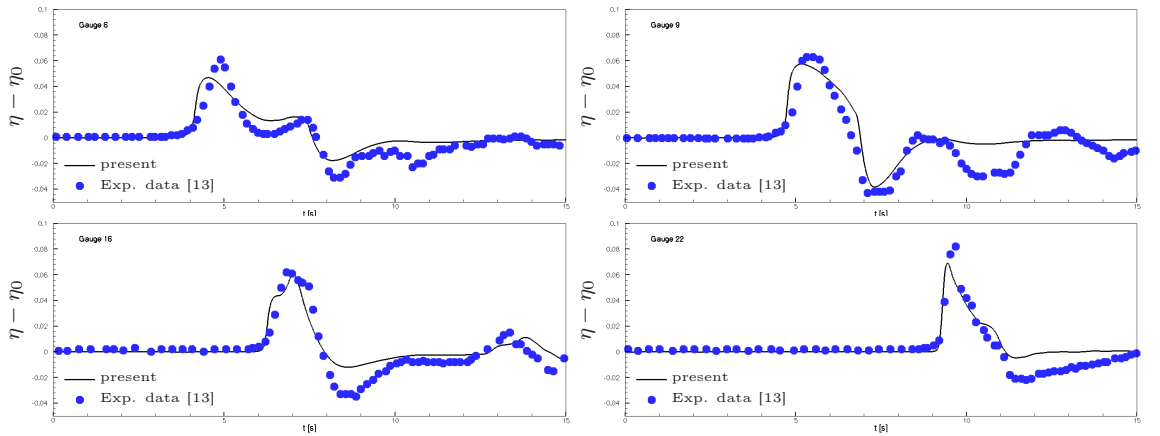 0.1
Gauge 6
0.08
0.06
0.04
0.02
0
-0.02
-0.04
η − η0
present
Exp. data [13]
0 5 10 15
t [s]
0.1
Gauge 9
0.08
0.06
0.04
0.02
0
-0.02
-0.04
η − η0
present
Exp. data [13]
0 5 10 15
t [s]
0.1
Gauge 16
0.08
0.06
0.04
0.02
0
-0.02
-0.04
η − η0
present
Exp. data [13]
0 5 10 15
t [s]
0.1
Gauge 22
0.08
0.06
0.04
0.02
0
-0.02
-0.04
η − η0
present
Exp. data [13]
0 5 10 15
t [s]